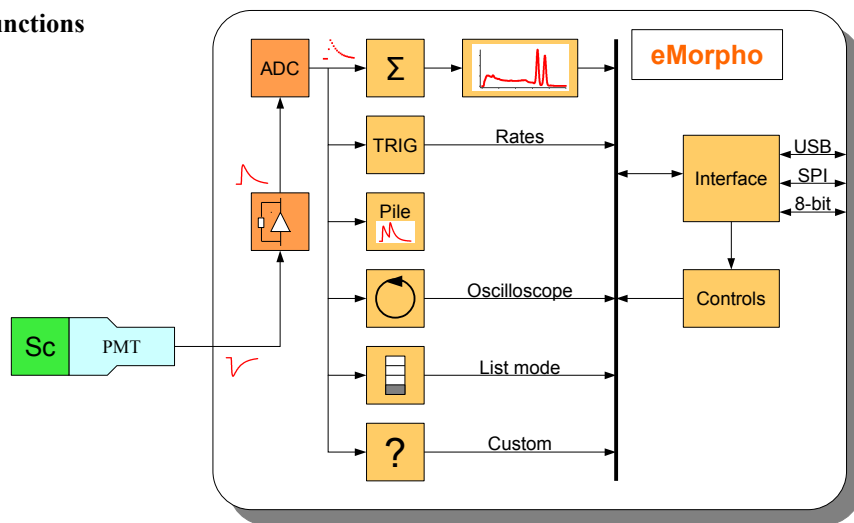 unctions
eMorpho
ADC
Σ
TRIG
Rates
Pile
Oscilloscope
List mode
?
Custom
Interface
USB
SPI
8-bit
Controls
Sc
PMT